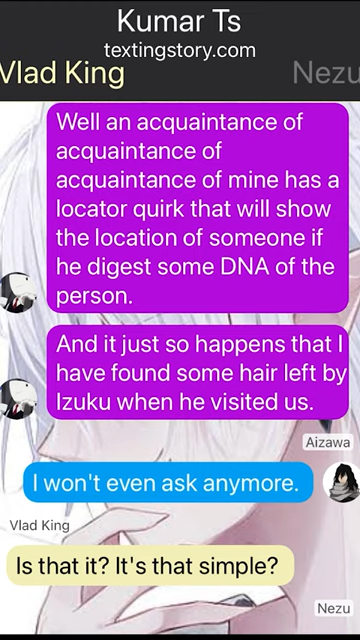 Kumar Ts
textingstory.com
Vlad King
Nezu
Well an acquaintance of
acquaintance of
acquaintance of mine has a
locator quirk that will show
the location of someone if
he digest some DNA of the
person.
And it just so happens that I
have found some hair left by
Izuku when he visited us.
Aizawa
I won't even ask anymore.
Vlad King
Is that it? It's that simple?
Nezu